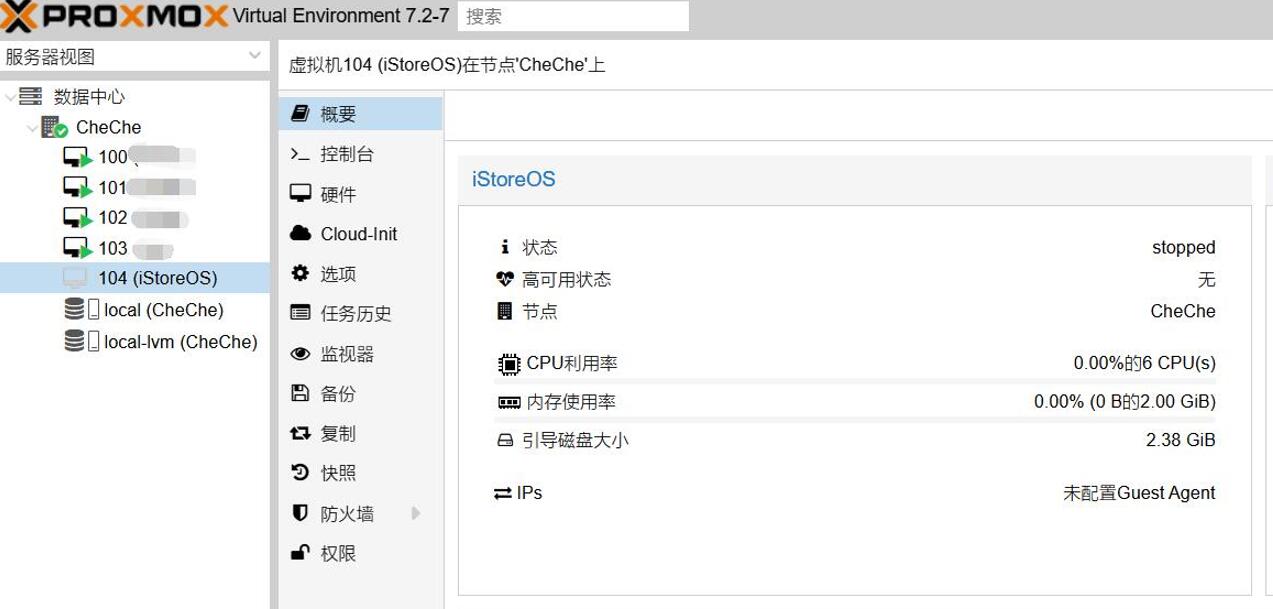 PROXMOX Virtual Environment 7.2-7 搜索
服务器视图
数据中心
CheChe
100
101
102
103
104 (iStoreOS)
local (CheChe)
local-lvm (CheChe)
虚拟机104 (iStoreOS)在节点'CheChe'上
概要
控制台
硬件
Cloud-Init
选项
任务历史
监视器
备份
复制
快照
防火墙
权限
iStoreOS
状态 stopped
高可用状态 无
节点 CheChe
CPU利用率 0.00%的6 CPU(s)
内存使用率 0.00% (0 B的2.00 GiB)
引导磁盘大小 2.38 GiB
IPs 未配置Guest Agent